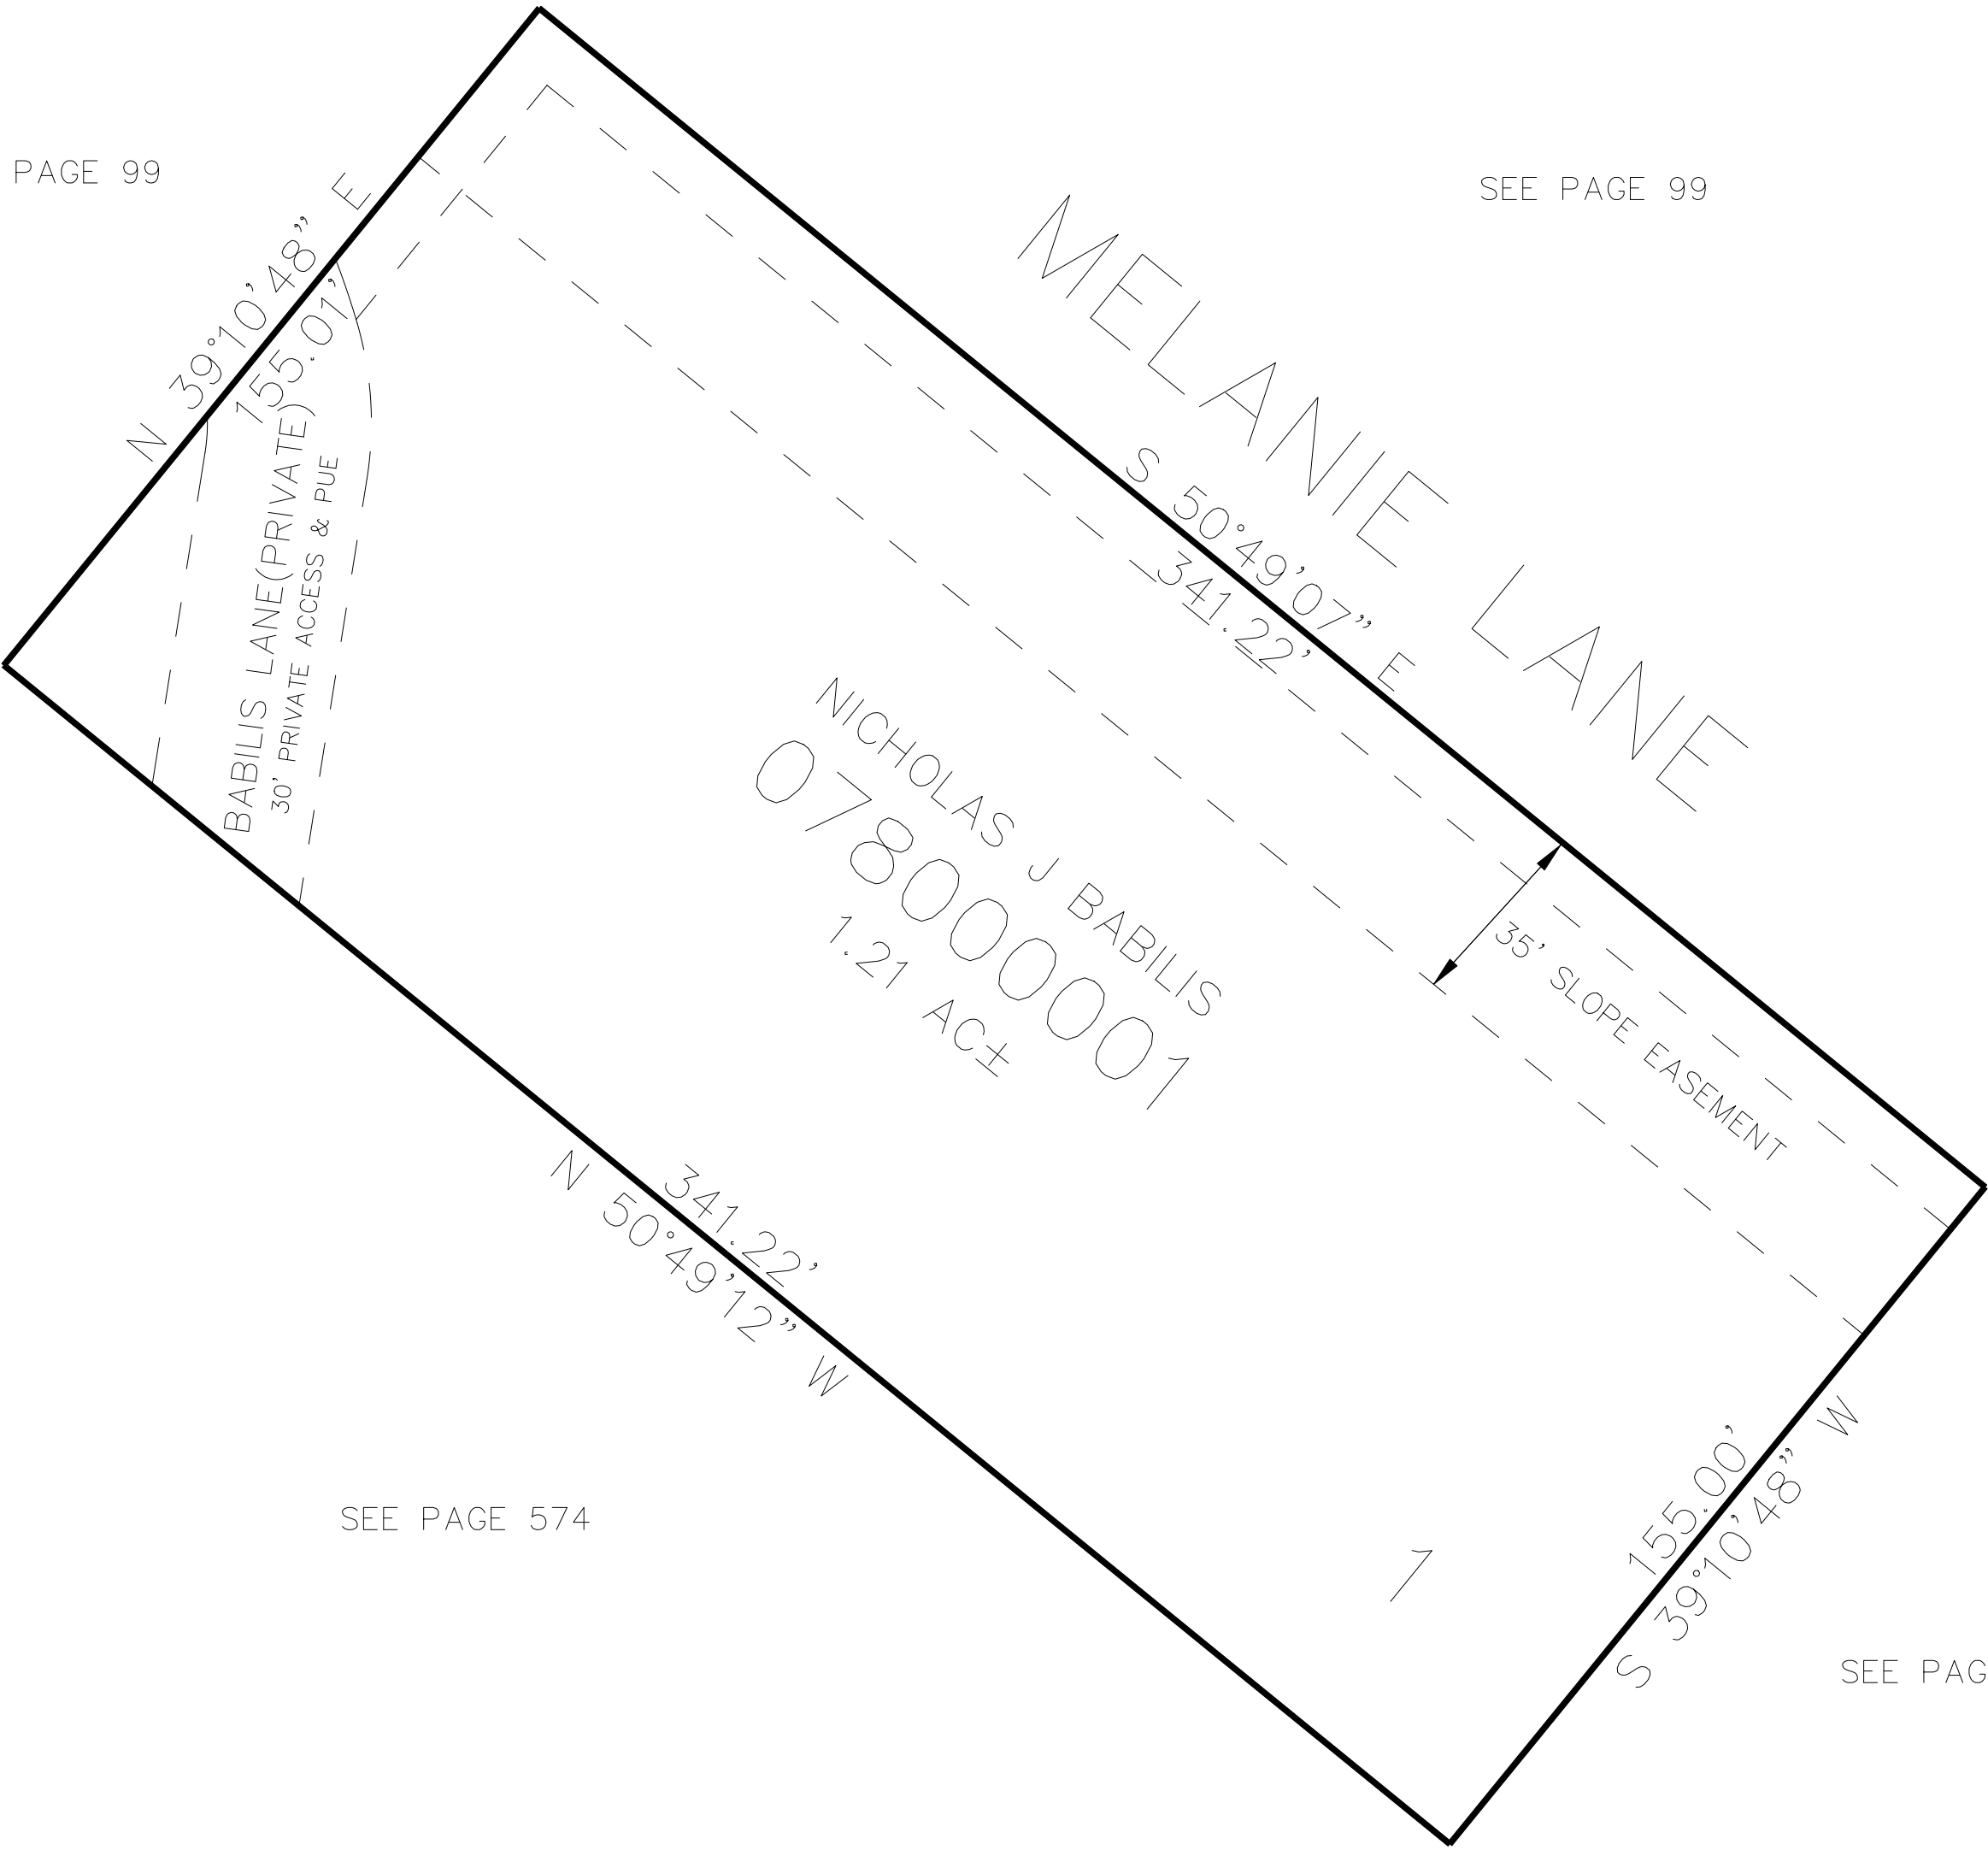 PAGE 99
SEE PAGE 99
N 39°10'48" E
155.01'
MELANIE LANE
S 50°49'07" E
341.22'
BABILIS LANE(PRIVATE)
30' PRIVATE ACCESS & PUE
NICHOLAS J BABILIS
078000001
1.21 AC±
35' SLOPE EASEMENT
341.22'
N 50°49'12" W
155.00'
S 39°10'48" W
1
SEE PAGE 574
SEE PAG